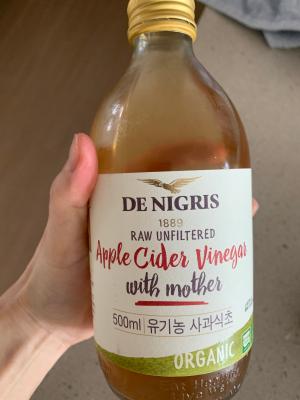 DE NIGRIS
1889
RAW UNFILTERED
Apple Cider Vinegar
with mother
500ml | 유기농 사과식초
ORGANIC